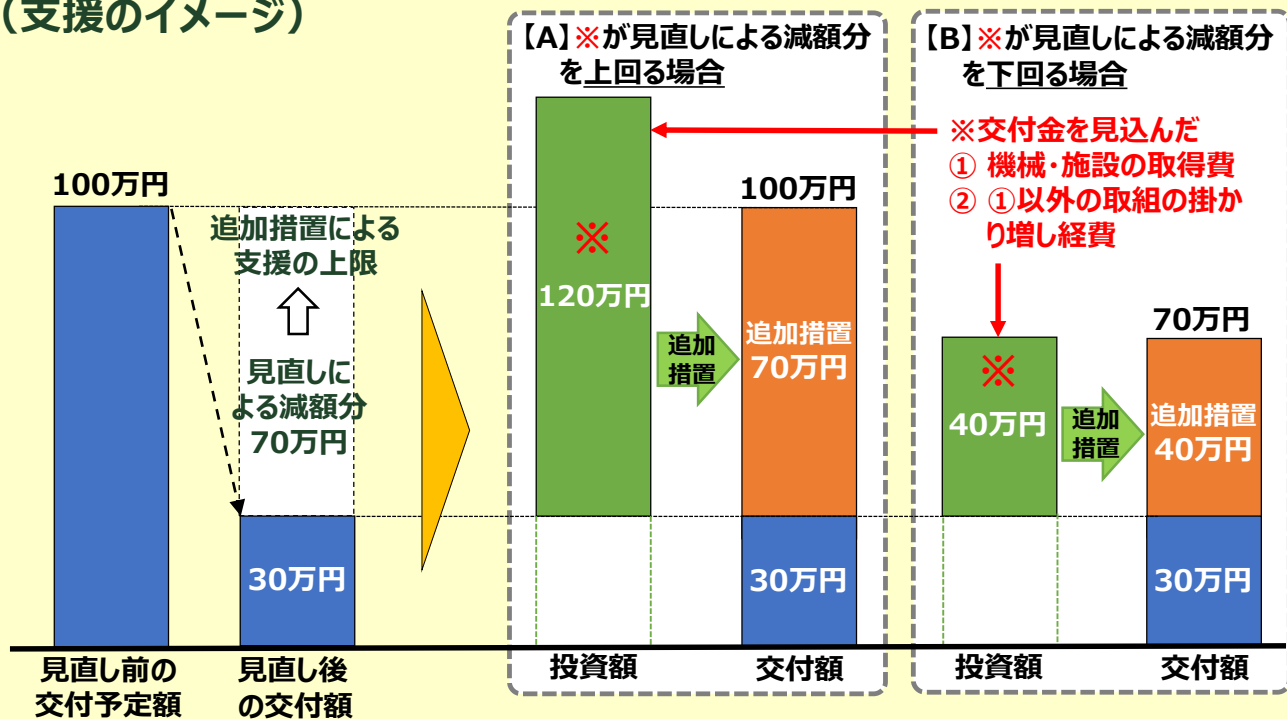 （支援のイメージ）
100万円
追加措置による
支援の上限
見直しに
よる減額分
70万円
30万円
見直し前の
交付予定額
見直し後
の交付額
【A】※が見直しによる減額分
を上回る場合
※
120万円
追加
措置
100万円
追加措置
70万円
30万円
投資額
交付額
【B】※が見直しによる減額分
を下回る場合
※交付金を見込んだ
① 機械・施設の取得費
② ①以外の取組の掛か
り増し経費
※
40万円
追加
措置
70万円
追加措置
40万円
30万円
投資額
交付額